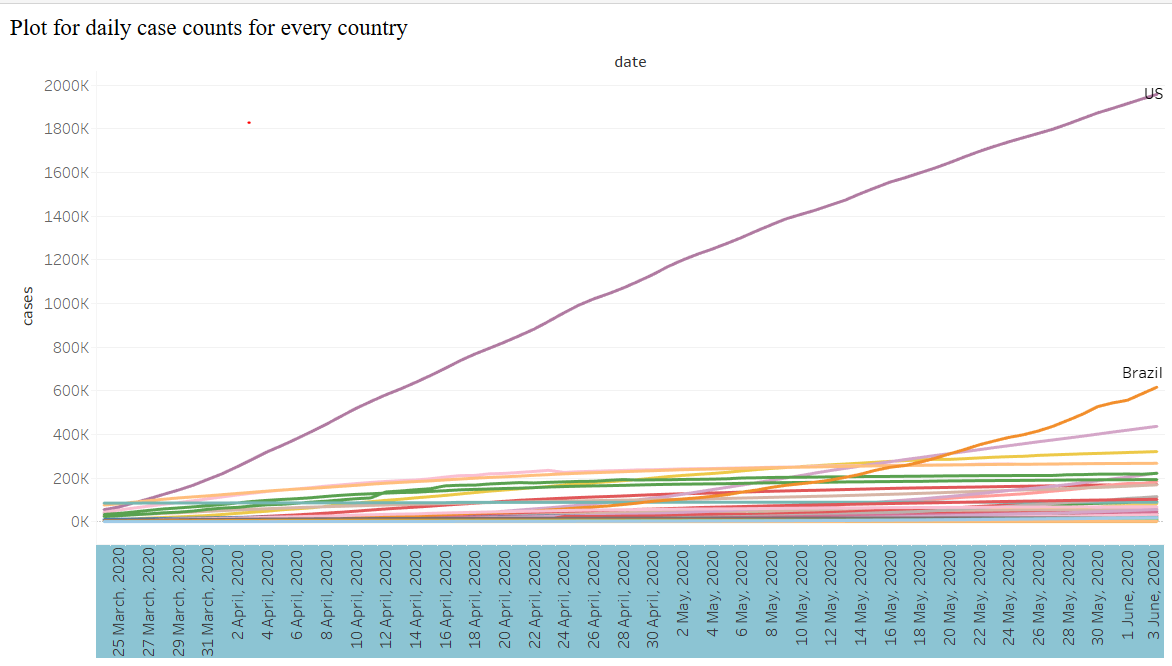 Plot for daily case counts for every country
date
2000K
US
1800K
1600K
1400K
1200K
1000K
cases
800K
Brazil
600K
400K
200K
0K
25 March, 2020
27 March, 2020
29 March, 2020
31 March, 2020
2 April, 2020
4 April, 2020
6 April, 2020
8 April, 2020
10 April, 2020
12 April, 2020
14 April, 2020
16 April, 2020
18 April, 2020
20 April, 2020
22 April, 2020
24 April, 2020
26 April, 2020
28 April, 2020
30 April, 2020
2 May, 2020
4 May, 2020
6 May, 2020
8 May, 2020
10 May, 2020
12 May, 2020
14 May, 2020
16 May, 2020
18 May, 2020
20 May, 2020
22 May, 2020
24 May, 2020
26 May, 2020
28 May, 2020
30 May, 2020
1 June, 2020
3 June, 2020